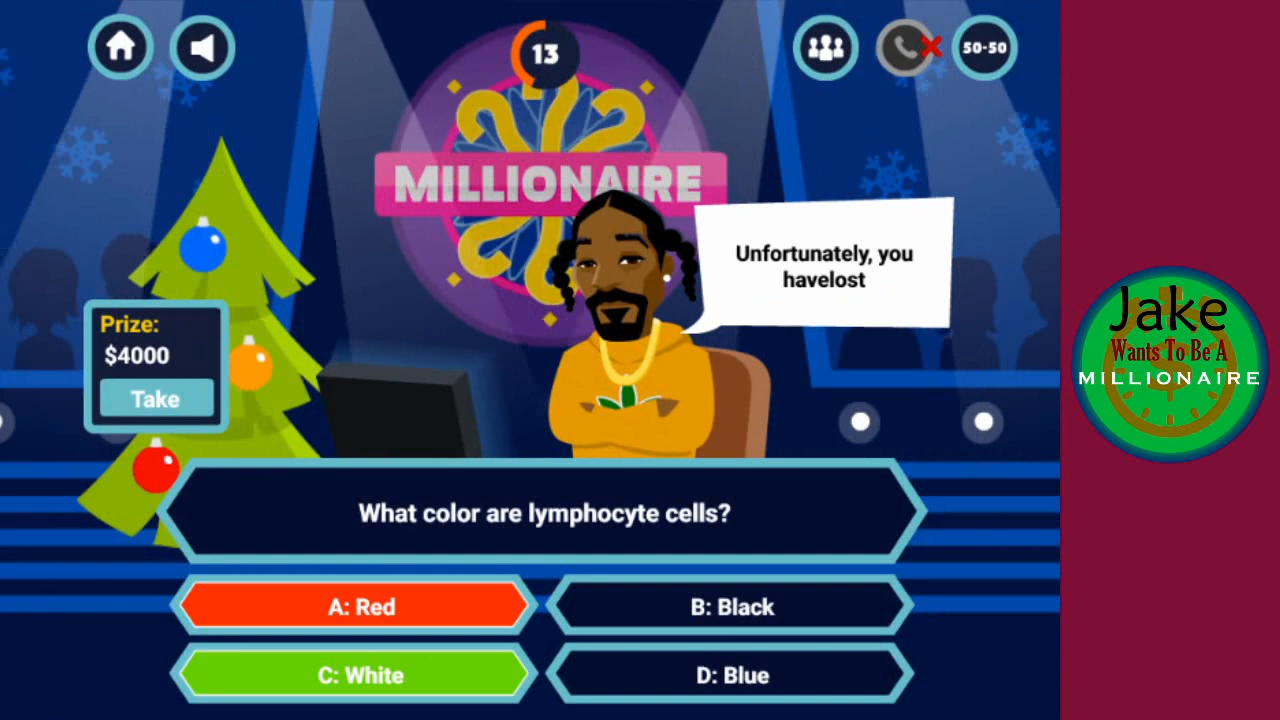 13
50-50
MILLIONAIRE
Unfortunately, you
havelost
Prize:
$4000
Take
Jake
Wants To Be A
MILLIONAIRE
What color are lymphocyte cells?
A: Red
B: Black
C: White
D: Blue